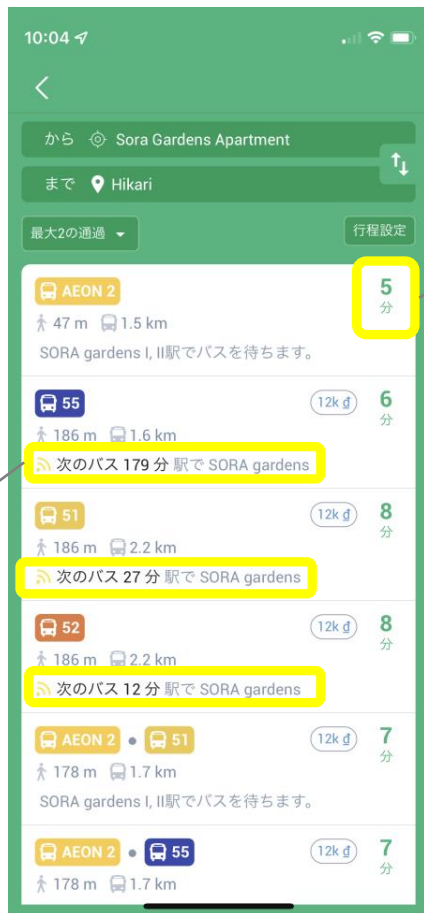 10:04
から Sora Gardens Apartment
まで Hikari
最大2の通過
行程設定
AEON 2
5
分
47 m 1.5 km
SORA gardens I, II駅でバスを待ちます。
55
12k ₫
6
分
186 m 1.6 km
次のバス 179 分 駅で SORA gardens
51
12k ₫
8
分
186 m 2.2 km
次のバス 27 分 駅で SORA gardens
52
12k ₫
8
分
186 m 2.2 km
次のバス 12 分 駅で SORA gardens
AEON 2 • 51
12k ₫
7
分
178 m 1.7 km
SORA gardens I, II駅でバスを待ちます。
AEON 2 • 55
12k ₫
7
分
178 m 1.7 km